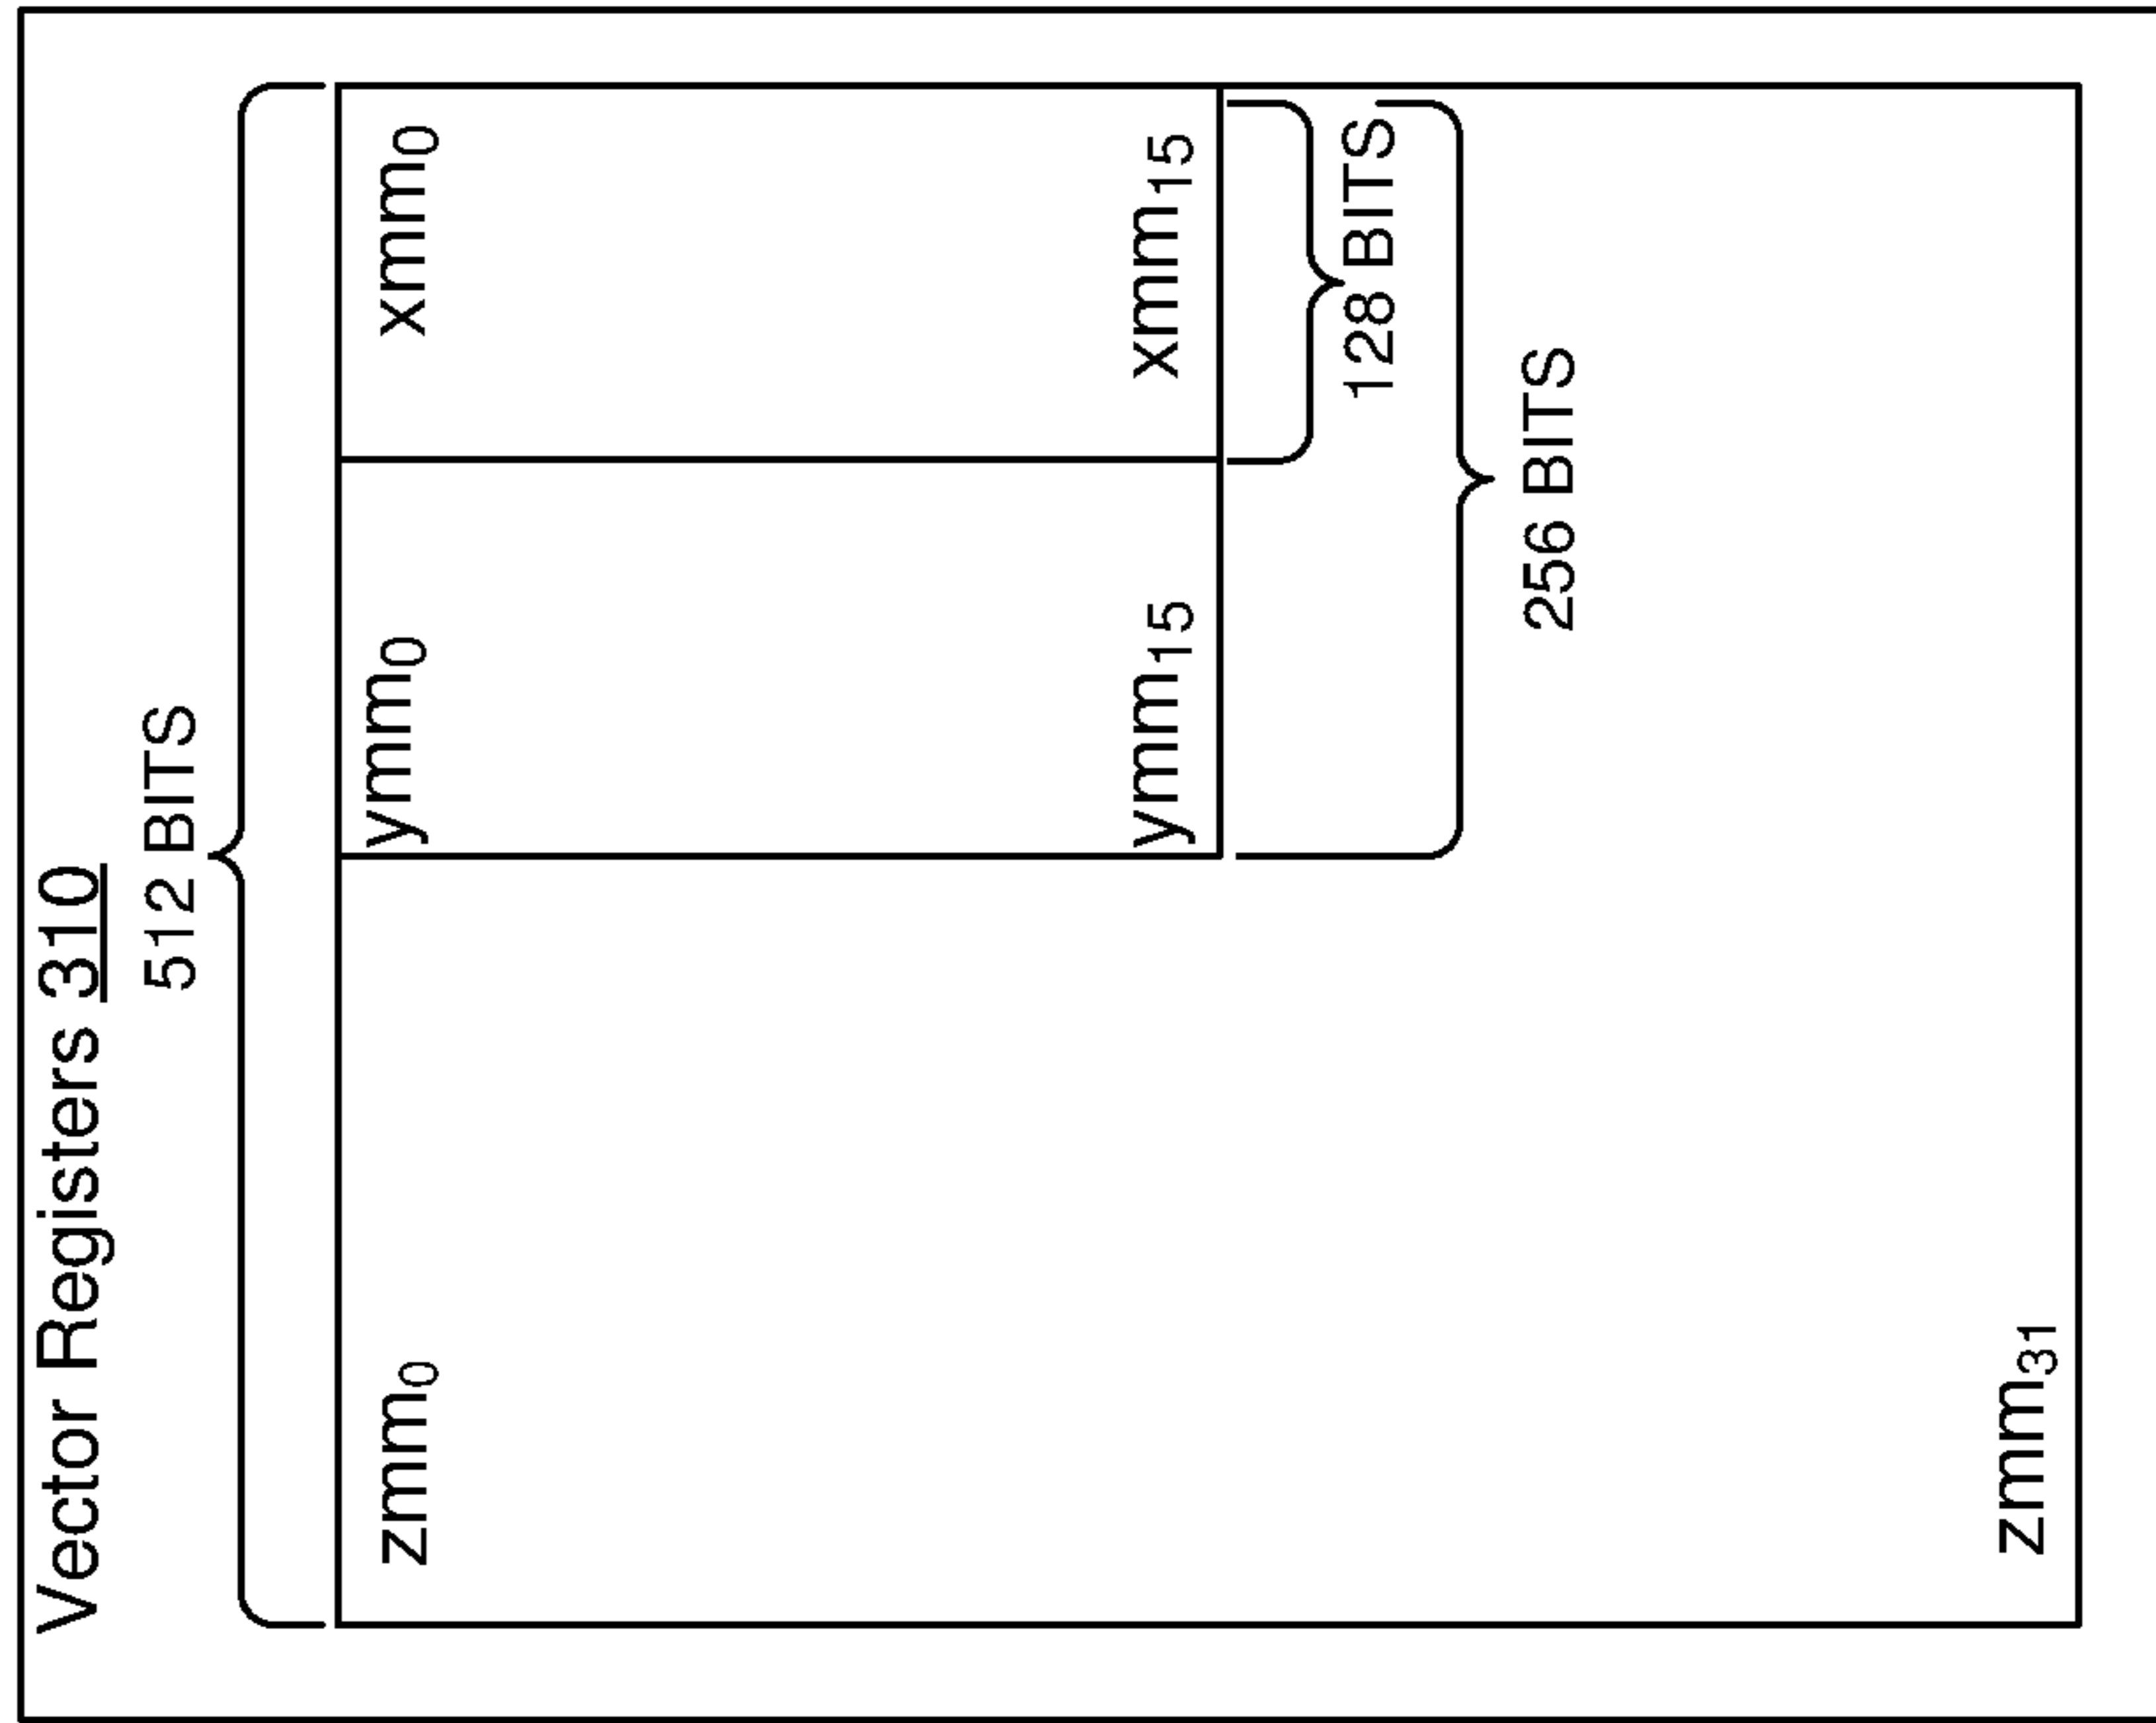 Vector Registers 310
512 BITS
zmm0 ymm0 xmm0
ymm15 xmm15
128 BITS
256 BITS
zmm31